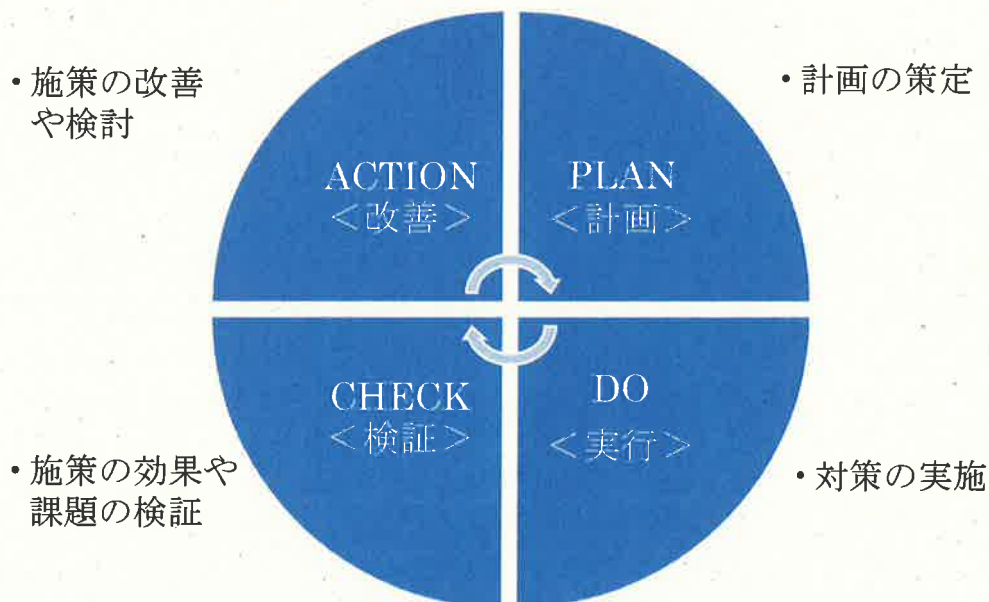 ・施策の改善
や検討
・計画の策定
ACTION
＜改善＞
PLAN
＜計画＞
CHECK
＜検証＞
DO
＜実行＞
・施策の効果や
課題の検証
・対策の実施